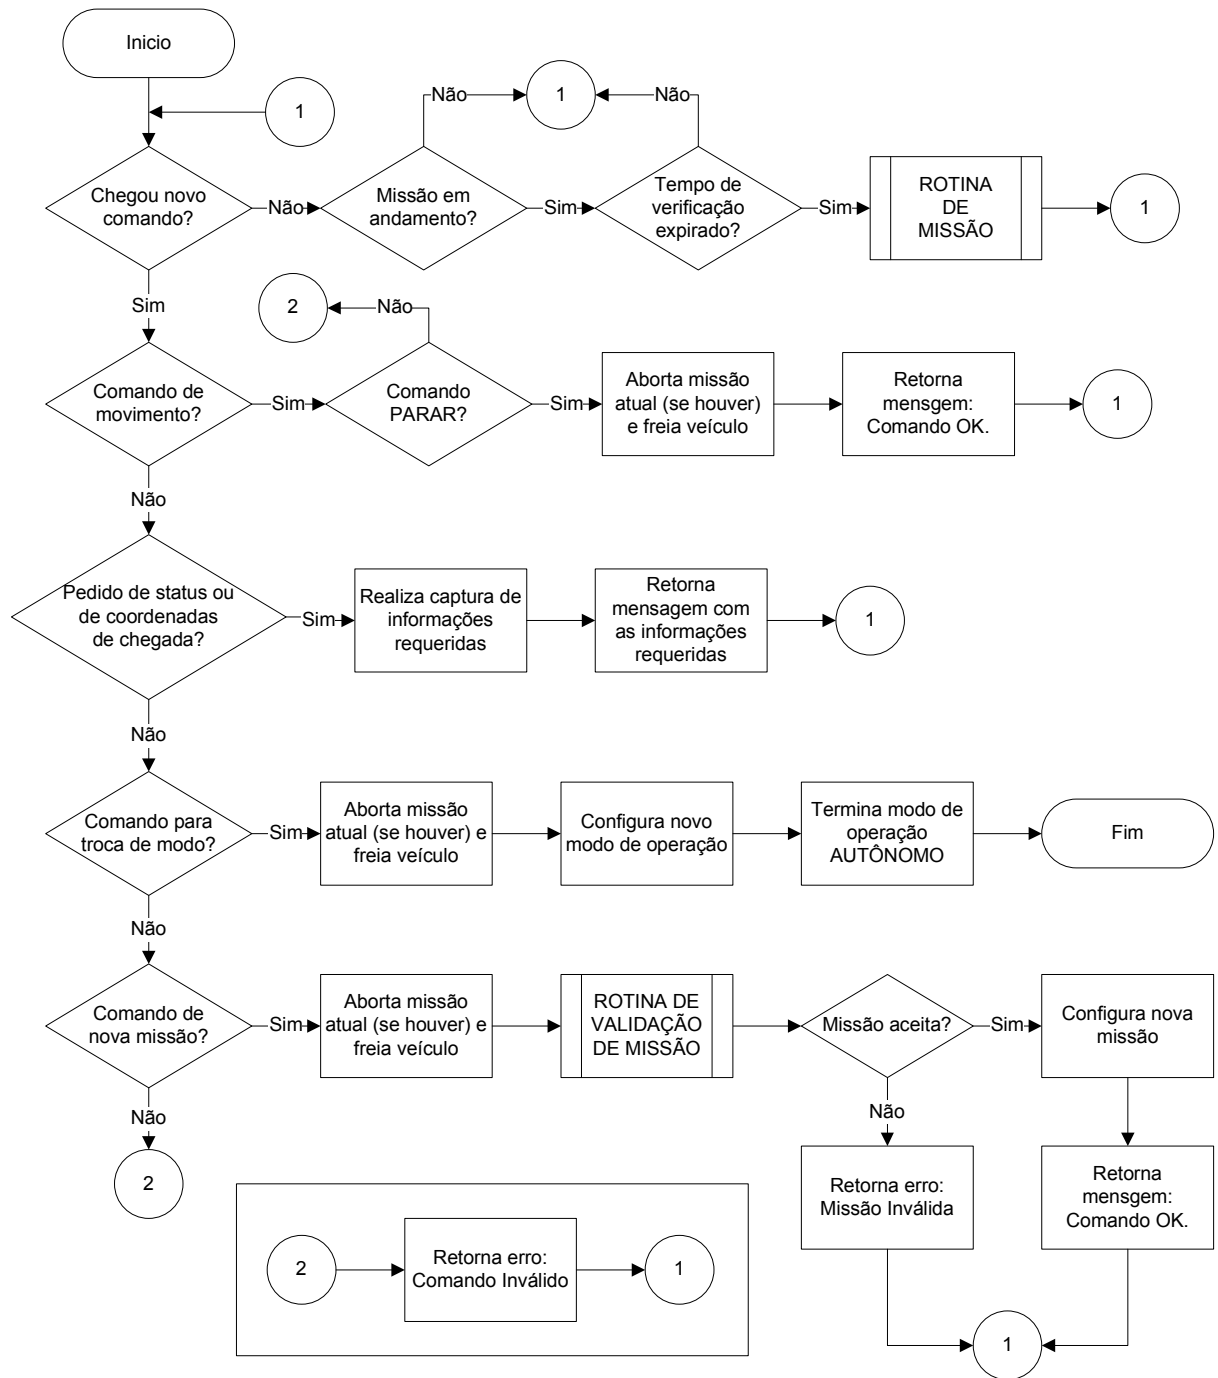 Inicio
1
Chegou novo
comando?
Não
Missão em
andamento?
Não
1
Não
Sim
Tempo de
verificação
expirado?
Sim
ROTINA
DE
MISSÃO
1
Sim
2
Não
Comando de
movimento?
Sim
Comando
PARAR?
Sim
Aborta missão
atual (se houver)
e freia veículo
Retorna
mensgem:
Comando OK.
1
Não
Pedido de status ou
de coordenadas
de chegada?
Sim
Realiza captura de
informações
requeridas
Retorna
mensagem com
as informações
requeridas
1
Não
Comando para
troca de modo?
Sim
Aborta missão
atual (se houver) e
freia veículo
Configura novo
modo de operação
Termina modo de
operação
AUTÔNOMO
Fim
Não
Comando de
nova missão?
Sim
Aborta missão
atual (se houver) e
freia veículo
ROTINA DE
VALIDAÇÃO
DE MISSÃO
Missão aceita?
Sim
Configura nova
missão
Não
2
Não
Retorna erro:
Missão Inválida
Retorna
mensgem:
Comando OK.
2
Retorna erro:
Comando Inválido
1
1